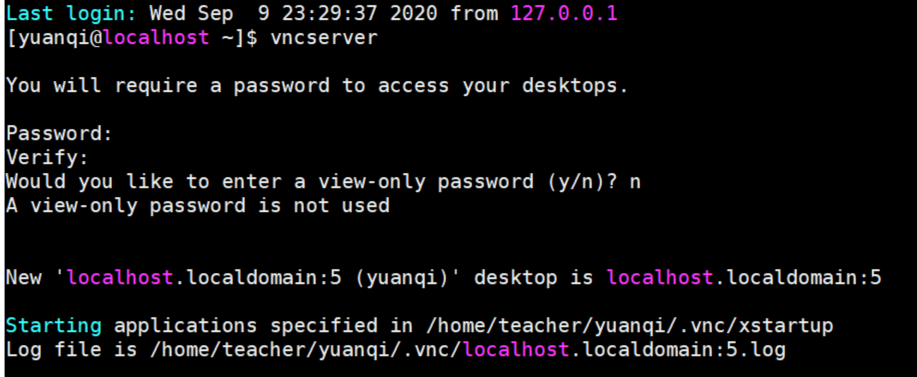 Last login: Wed Sep  9 23:29:37 2020 from 127.0.0.1
[yuanqi@localhost ~]$ vncserver
You will require a password to access your desktops.
Password:
Verify:
Would you like to enter a view-only password (y/n)? n
A view-only password is not used
New 'localhost.localdomain:5 (yuanqi)' desktop is localhost.localdomain:5
Starting applications specified in /home/teacher/yuanqi/.vnc/xstartup
Log file is /home/teacher/yuanqi/.vnc/localhost.localdomain:5.log